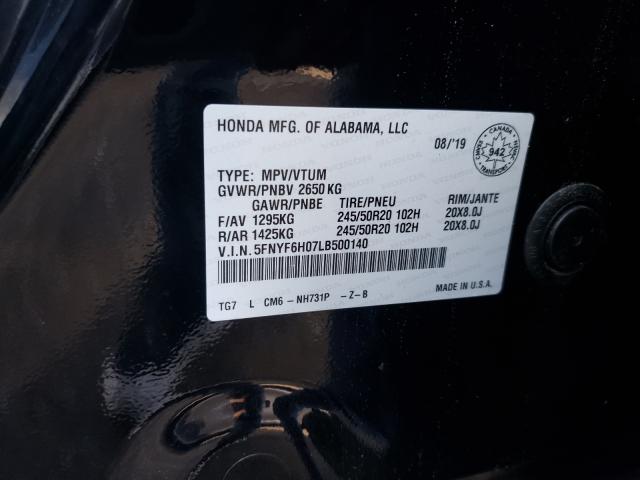 HONDA MFG. OF ALABAMA, LLC
08/'19
CANADA
942
TYPE: MPV/VTUM
GVWR/PNBV 2650 KG
GAWR/PNBE TIRE/PNEU RIM/JANTE
F/AV 1295KG 245/50R20 102H 20X8.0J
R/AR 1425KG 245/50R20 102H 20X8.0J
V.I.N. 5FNYF6H07LB500140
TG7 L CM6 -NH731P -Z-B
MADE IN U.S.A.